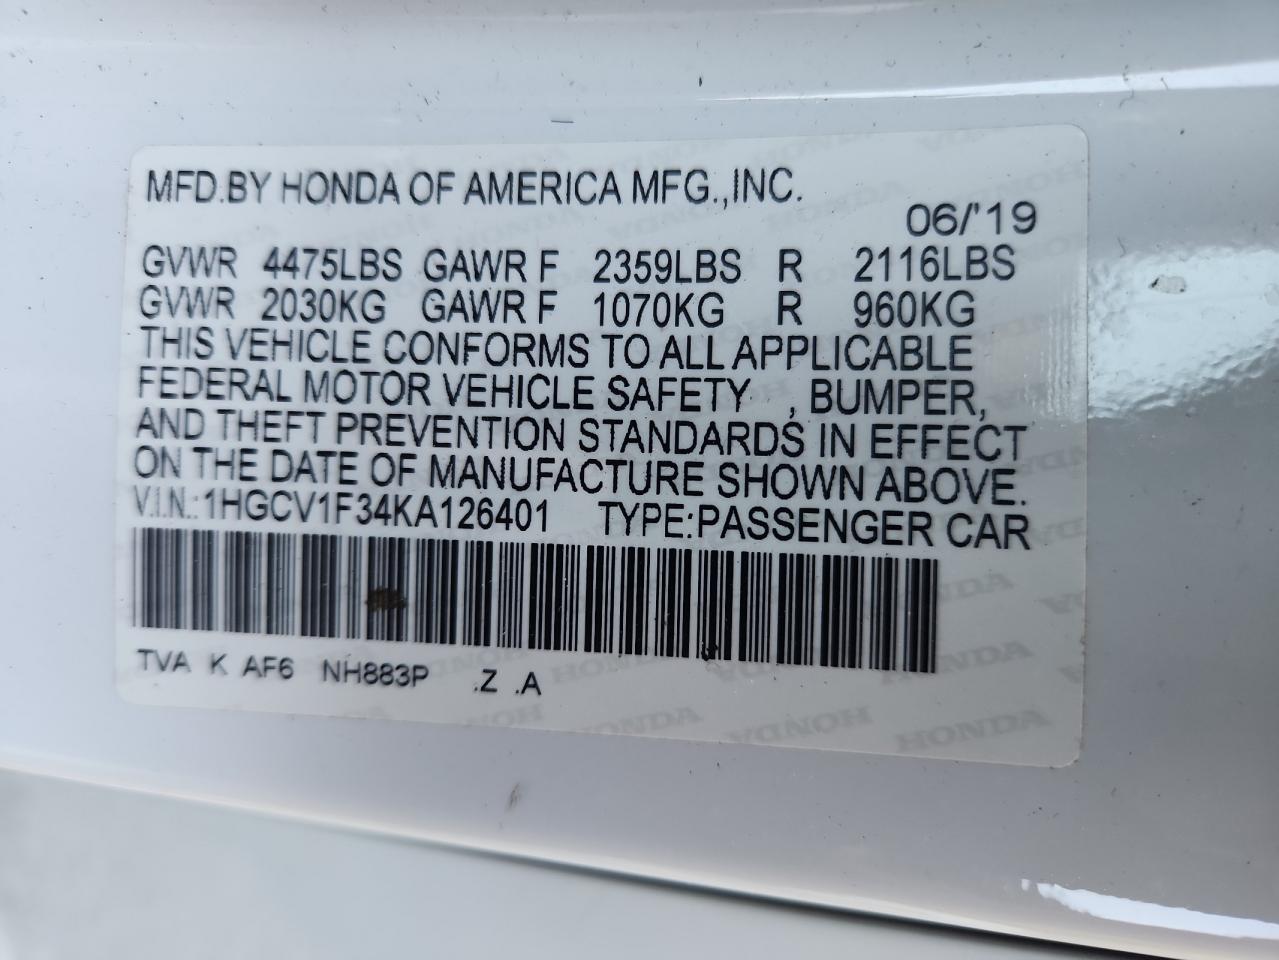 MFD.BY HONDA OF AMERICA MFG.,INC.
06/'19
GVWR 4475LBS GAWR F 2359LBS R 2116LBS
GVWR 2030KG GAWR F 1070KG R 960KG
THIS VEHICLE CONFORMS TO ALL APPLICABLE
FEDERAL MOTOR VEHICLE SAFETY , BUMPER,
AND THEFT PREVENTION STANDARDS IN EFFECT
ON THE DATE OF MANUFACTURE SHOWN ABOVE.
V.I.N.:1HGCV1F34KA126401 TYPE:PASSENGER CAR
TVA K AF6 NH883P .Z .A
HONDA